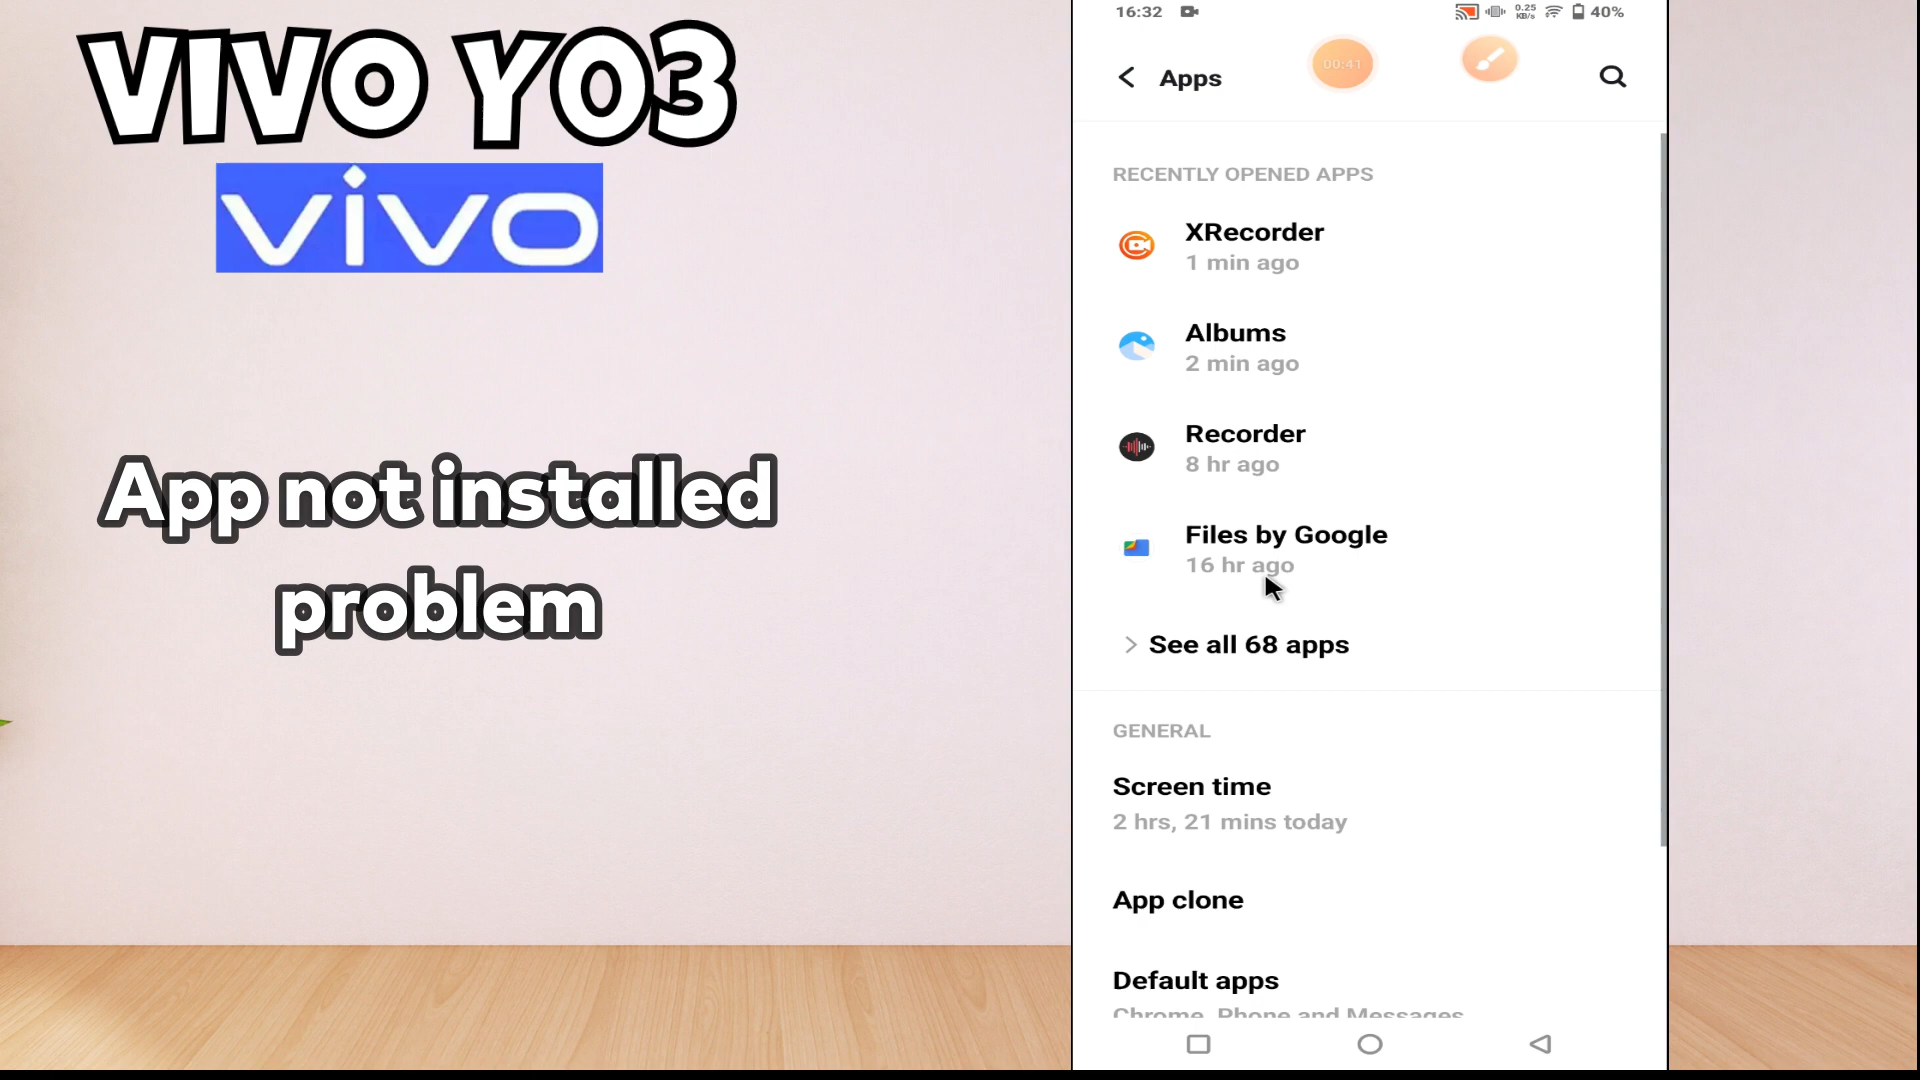 VIVO Y03
vivo
App not installed
problem
16:32
0.25
KB/s
40%
Apps
00:41
RECENTLY OPENED APPS
XRecorder
1 min ago
Albums
2 min ago
Recorder
8 hr ago
Files by Google
16 hr ago
See all 68 apps
GENERAL
Screen time
2 hrs, 21 mins today
App clone
Default apps
Chrome, Phone and Messages